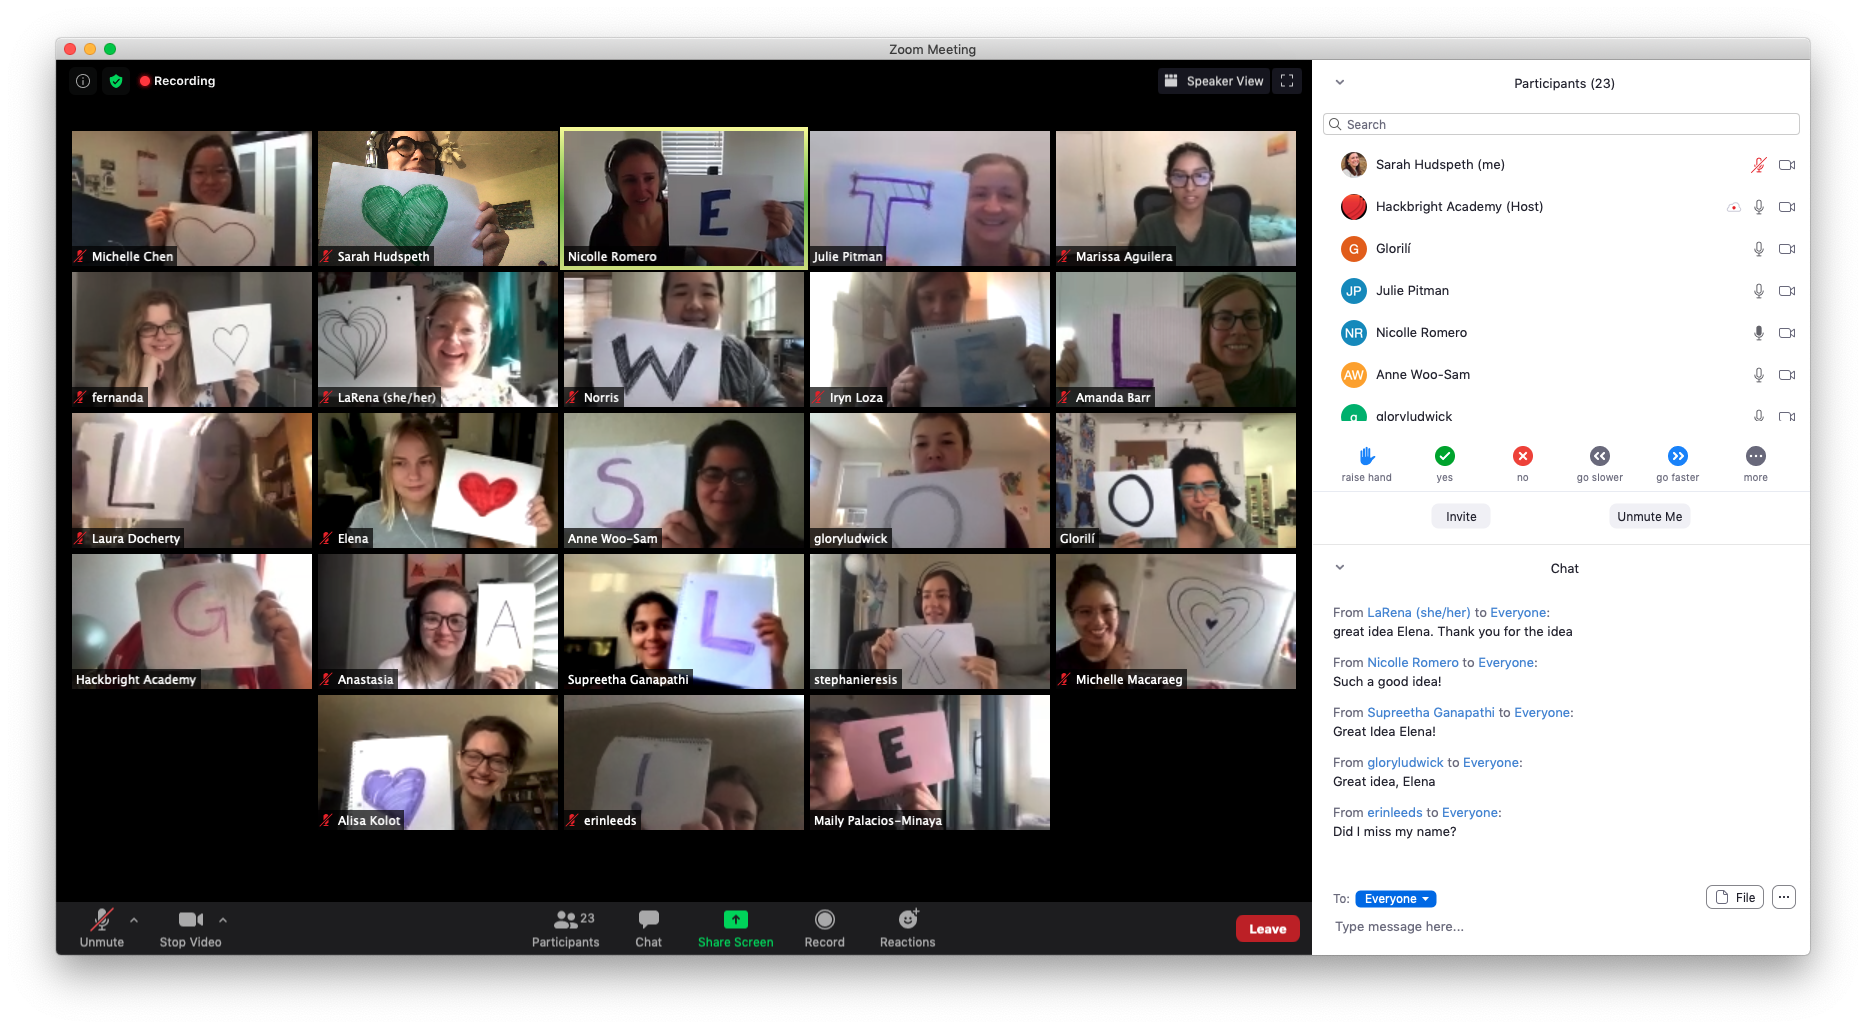 Zoom Meeting
Recording
Speaker View
Michelle Chen
Sarah Hudspeth
E
Nicolle Romero
T
Julie Pitman
Marissa Aguilera
fernanda
LaRena (she/her)
W
Norris
E
Iryn Loza
L
Amanda Barr
L
Laura Docherty
Elena
S
Anne Woo-Sam
O
gloryludwick
O
Glorilí
G
Hackbright Academy
A
Anastasia
L
Supreetha Ganapathi
X
stephanieresis
Michelle Macaraeg
Alisa Kolot
!
erinleeds
E
Maily Palacios-Minaya
Unmute
Stop Video
23
Participants
Chat
Share Screen
Record
Reactions
Leave
Participants (23)
Search
Sarah Hudspeth (me)
Hackbright Academy (Host)
G Glorilí
JP Julie Pitman
NR Nicolle Romero
AW Anne Woo-Sam
g gloryludwick
raise hand
yes
no
go slower
go faster
more
Invite
Unmute Me
Chat
From LaRena (she/her) to Everyone:
great idea Elena. Thank you for the idea
From Nicolle Romero to Everyone:
Such a good idea!
From Supreetha Ganapathi to Everyone:
Great Idea Elena!
From gloryludwick to Everyone:
Great idea, Elena
From erinleeds to Everyone:
Did I miss my name?
To: Everyone
File
Type message here...